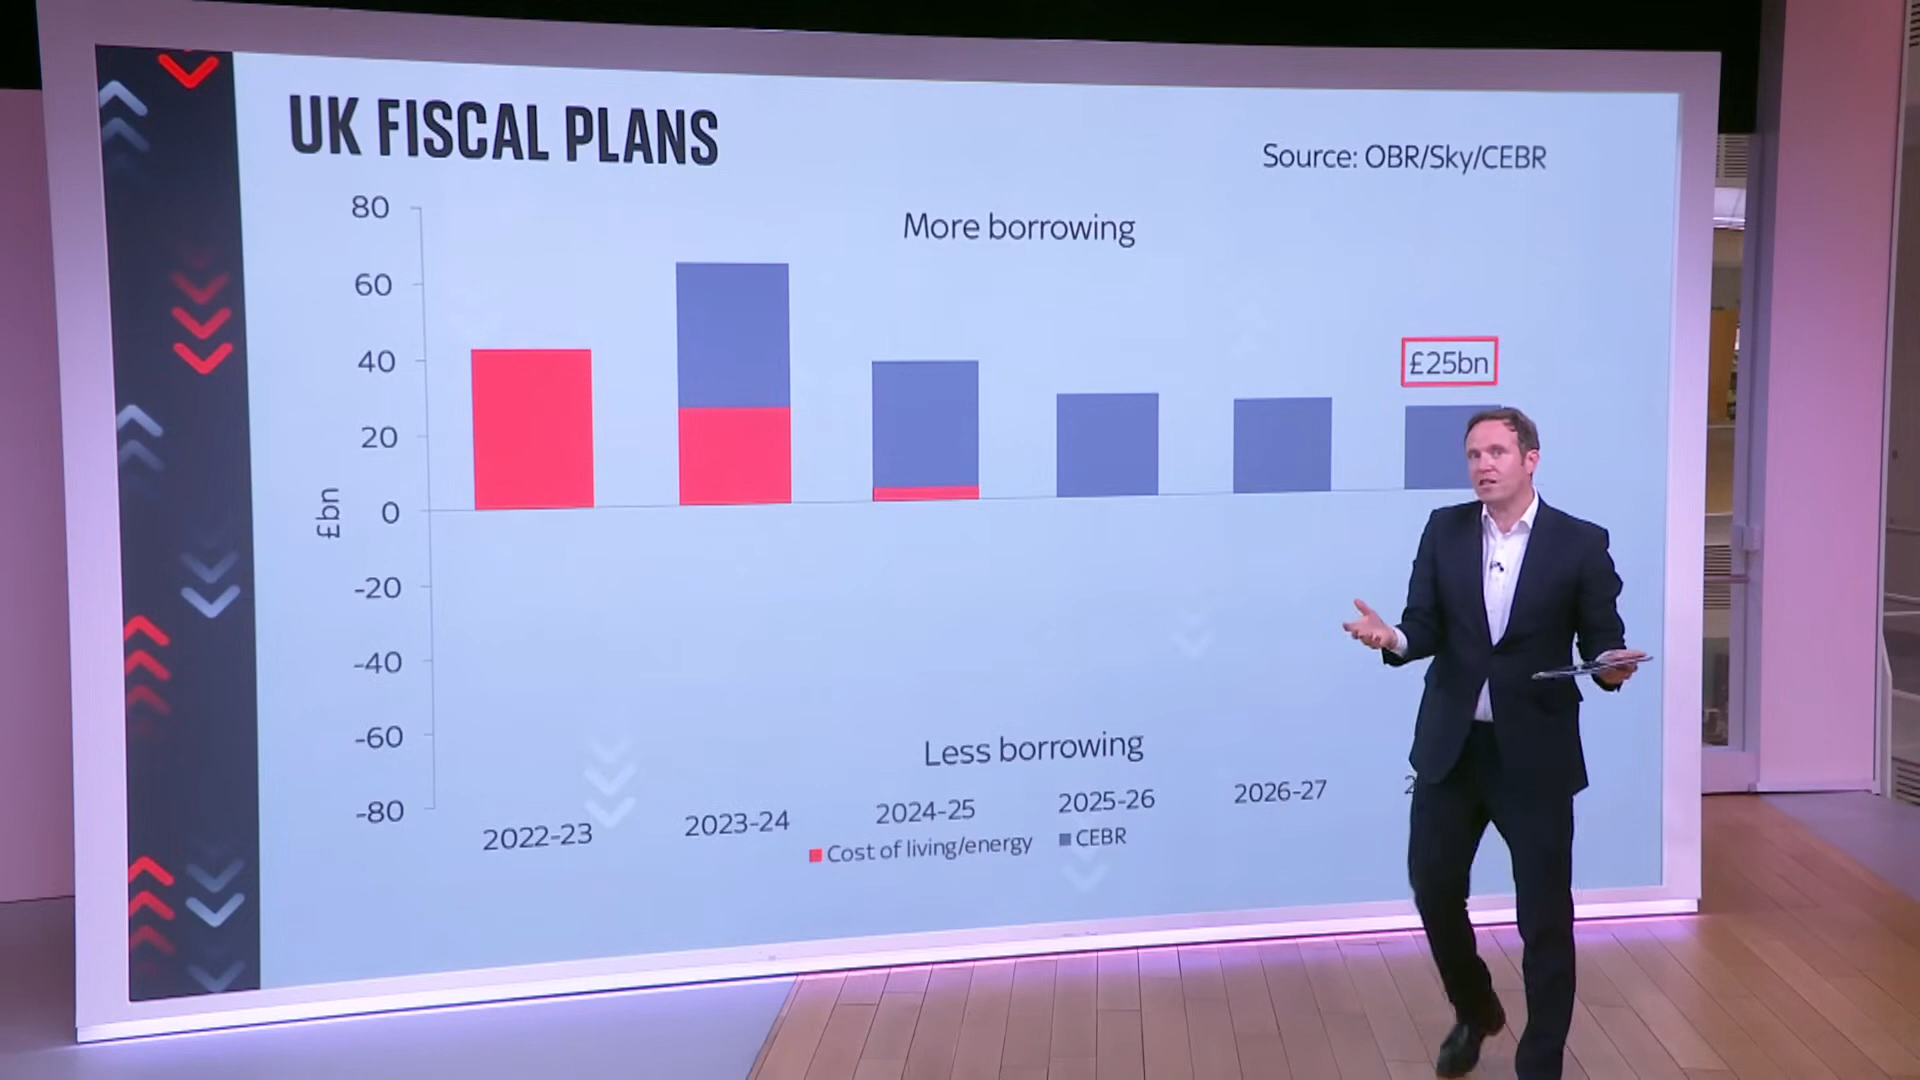 UK FISCAL PLANS
Source: OBR/Sky/CEBR
More borrowing
£25bn
80
60
40
20
0
-20
-40
-60
-80
£bn
Less borrowing
2022-23
2023-24
2024-25
2025-26
2026-27
Cost of living/energy
CEBR